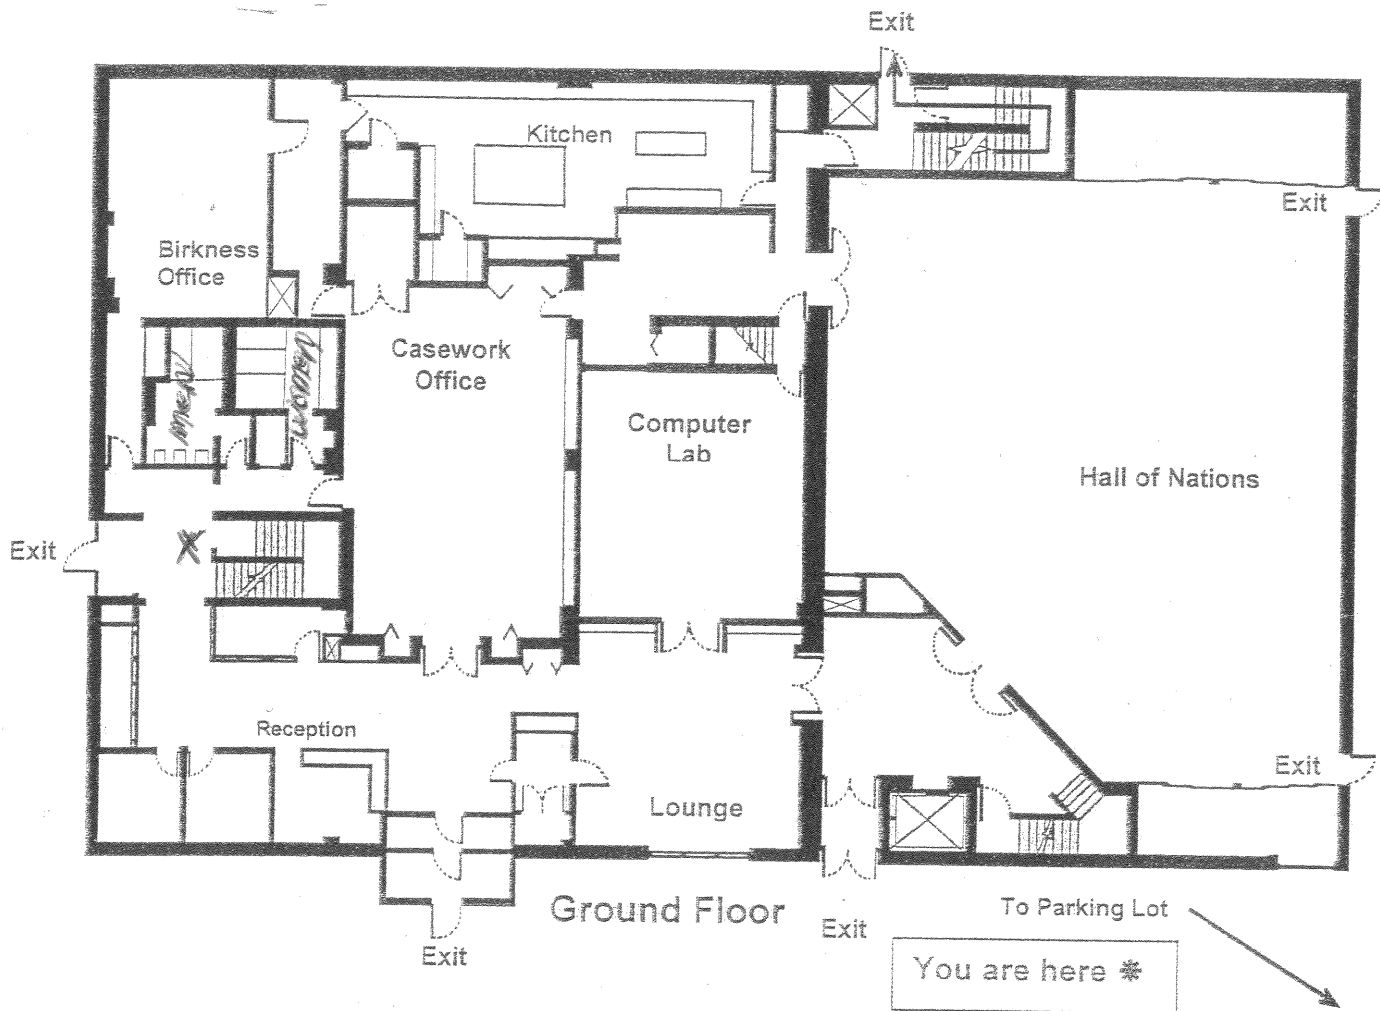 Exit
Kitchen
Exit
Birkness
Office
Casework
Office
Men
Women
Computer
Lab
Hall of Nations
Exit
X
Reception
Exit
Lounge
Ground Floor
To Parking Lot
Exit
Exit
You are here ✱